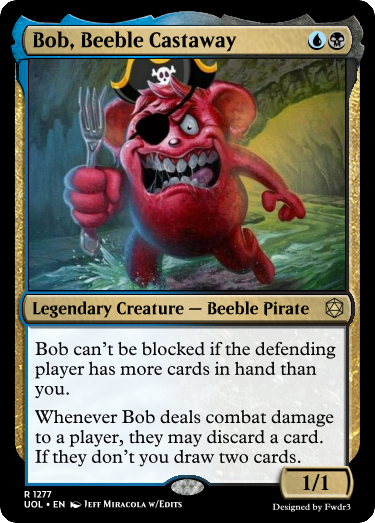 Bob, Beeble Castaway
Legendary Creature — Beeble Pirate
Bob can't be blocked if the defending
player has more cards in hand than
you.
Whenever Bob deals combat damage
to a player, they may discard a card.
If they don't you draw two cards.
1/1
R 1277
UOL • EN Jeff Miracola w/Edits
Designed by Fwdr3